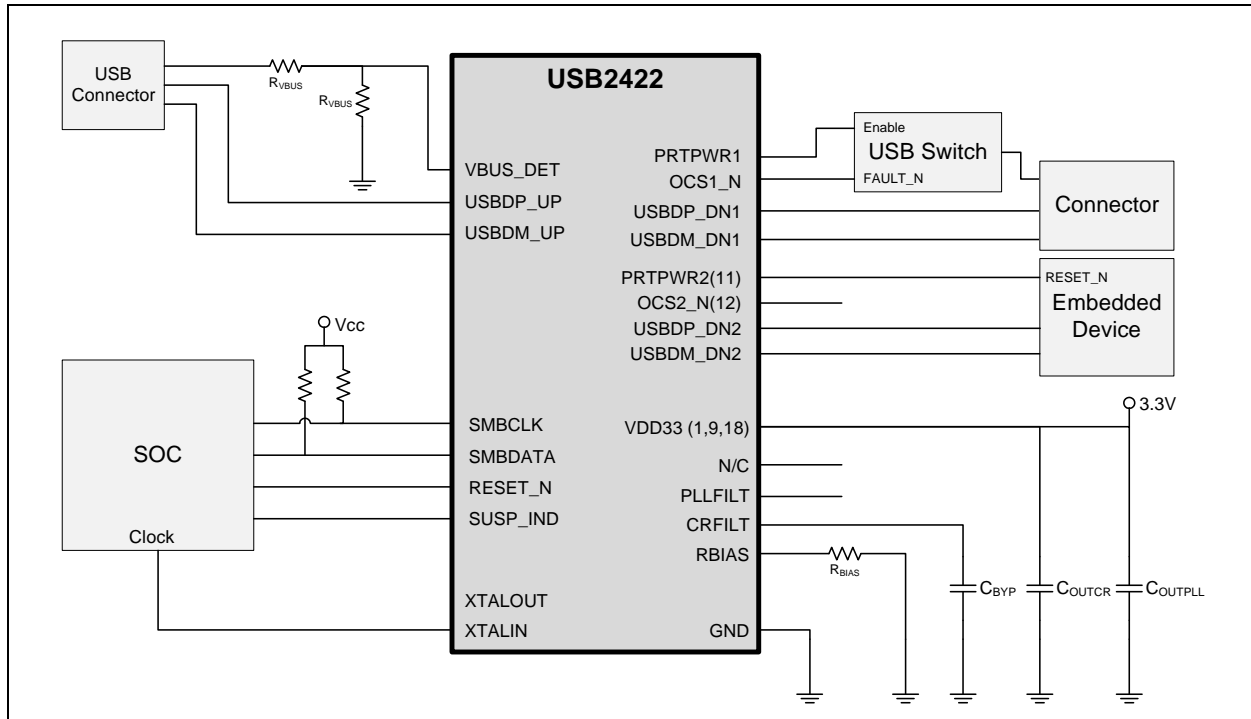 USB2422
USB
Connector
RVBUS
RVBUS
VBUS_DET
USBDP_UP
USBDM_UP
Vcc
SOC
Clock
SMBCLK
SMBDATA
RESET_N
SUSP_IND
XTALOUT
XTALIN
PRTPWR1
OCS1_N
USBDP_DN1
USBDM_DN1
PRTPWR2(11)
OCS2_N(12)
USBDP_DN2
USBDM_DN2
VDD33 (1,9,18)
N/C
PLLFILT
CRFILT
RBIAS
GND
Enable
USB Switch
FAULT_N
Connector
RESET_N
Embedded
Device
3.3V
RBIAS
CBYP
COUTCR
COUTPLL